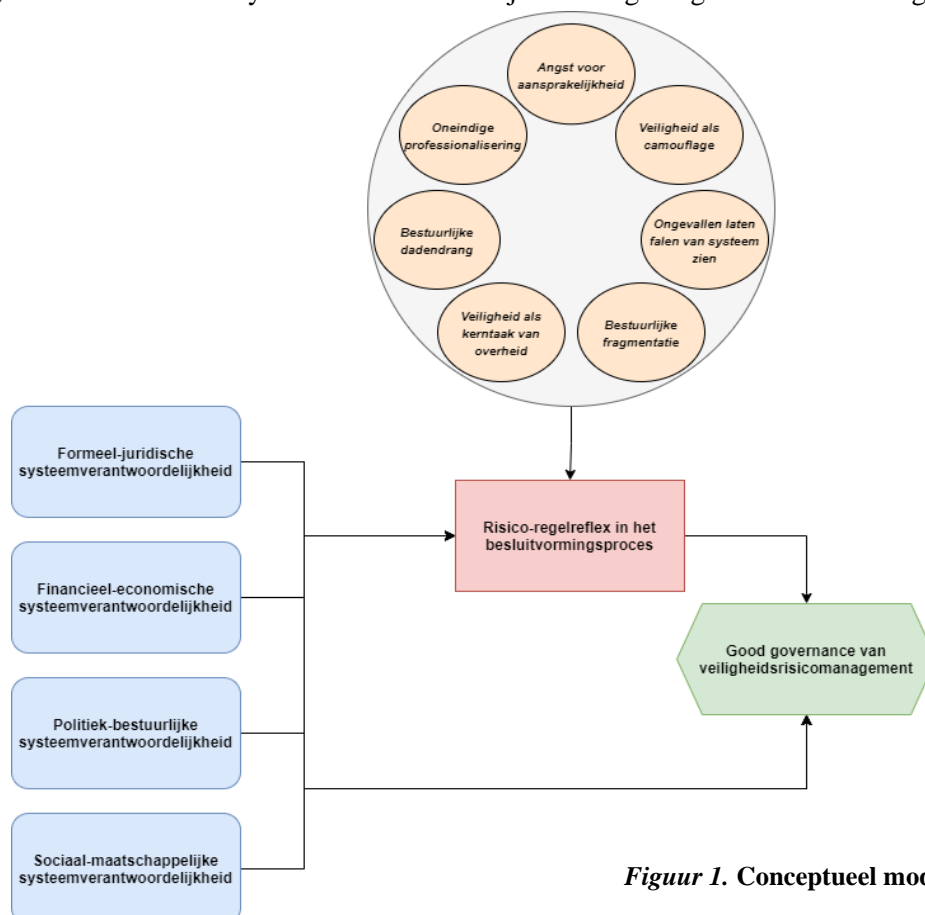 Angst voor
aansprakelijkheid
Oneindige
professionalisering
Veiligheid als
camouflage
Bestuurlijke
dadendrang
Ongevallen laten
falen van systeem
zien
Veiligheid als
kerntaak van
overheid
Bestuurlijke
fragmentatie
Formeel-juridische
systeemverantwoordelijkheid
Risico-regelreflex in het
besluitvormingsproces
Financieel-economische
systeemverantwoordelijkheid
Good governance van
veiligheidsrisicomanagement
Politiek-bestuurlijke
systeemverantwoordelijkheid
Sociaal-maatschappelijke
systeemverantwoordelijkheid
Figuur 1. Conceptueel